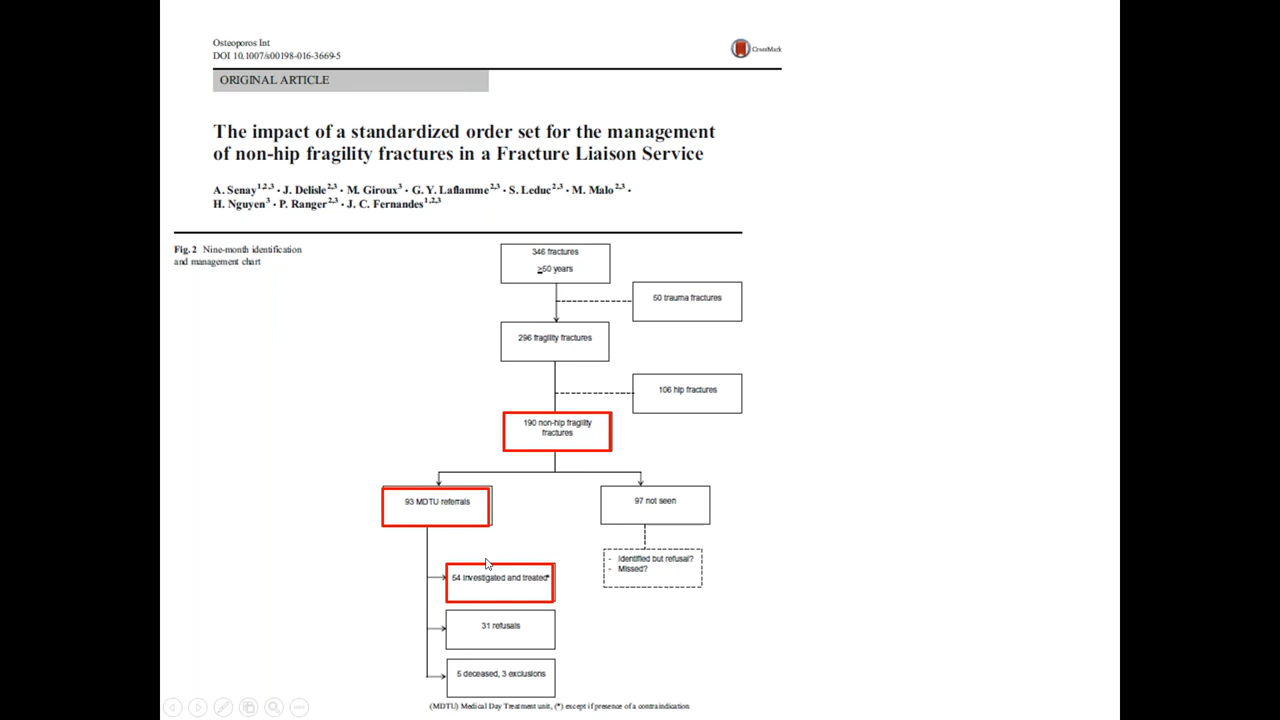 Osteoporos Int
DOI 10.1007/s00198-016-3669-5
CrossMark
ORIGINAL ARTICLE
The impact of a standardized order set for the management
of non-hip fragility fractures in a Fracture Liaison Service
A. Senay1,2,3 · J. Delisle2,3 · M. Giroux3 · G. Y. Laflamme2,3 · S. Leduc2,3 · M. Malo2,3 ·
H. Nguyen3 · P. Ranger2,3 · J. C. Fernandes1,2,3
Fig. 2 Nine-month identification
and management chart
346 fractures
≥50 years
50 trauma fractures
296 fragility fractures
106 hip fractures
190 non-hip fragility
fractures
93 MDTU referrals
97 not seen
- Identified but refusal?
- Missed?
54 investigated and treated*
31 refusals
5 deceased, 3 exclusions
(MDTU) Medical Day Treatment unit, (*) except if presence of a contraindication